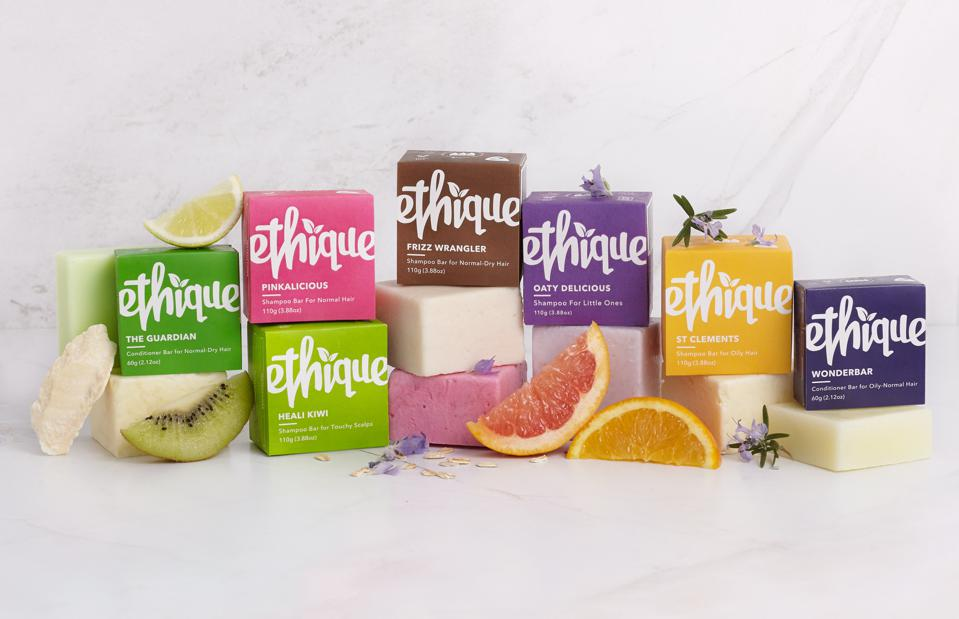 ethique
THE GUARDIAN
Conditioner Bar for Normal-Dry Hair
60g (2.12oz)
ethique
PINKALICIOUS
Shampoo Bar For Normal Hair
110g (3.88oz)
ethique
HEALI KIWI
Shampoo Bar for Touchy Scalps
110g (3.88oz)
ethique
FRIZZ WRANGLER
Shampoo Bar for Normal-Dry Hair
110g (3.88oz)
ethique
OATY DELICIOUS
Shampoo For Little Ones
110g (3.88oz)
ethique
ST CLEMENTS
Shampoo Bar for Oily Hair
110g (3.88oz)
ethique
WONDERBAR
Conditioner Bar for Oily-Normal Hair
60g (2.12oz)